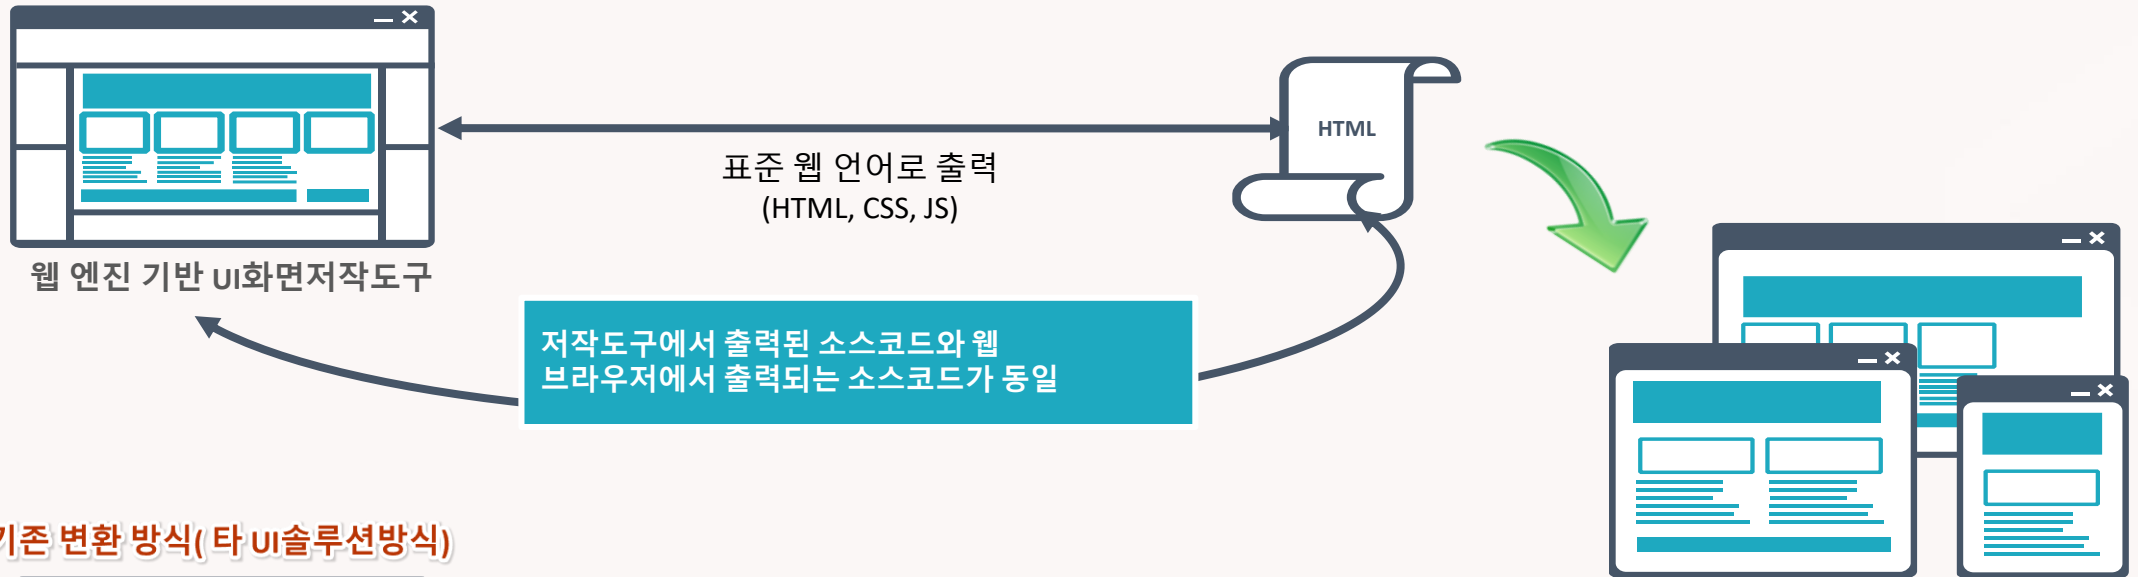 HTML
표준 웹 언어로 출력
(HTML, CSS, JS)
웹 엔진 기반 UI화면저작도구
저작도구에서 출력된 소스코드와 웹
브라우저에서 출력되는 소스코드가 동일
기존 변환 방식( 타 UI솔루션방식)